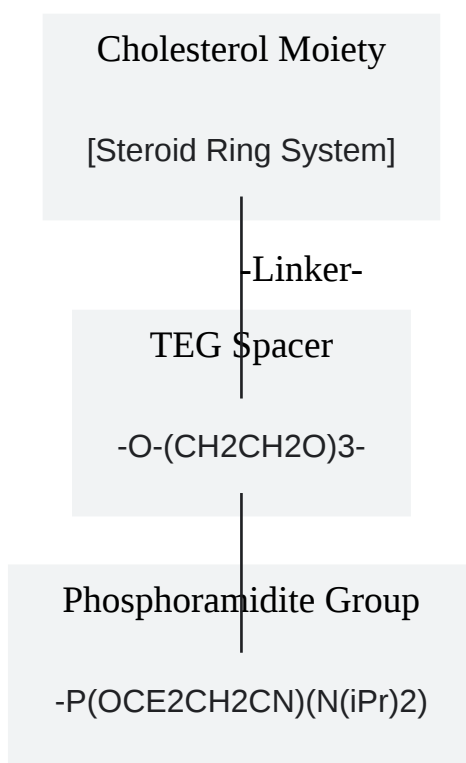 Cholesterol Moiety
[Steroid Ring System]
-Linker-
TEG Spacer
-O-(CH2CH2O)3-
Phosphoramidite Group
-P(OCE2CH2CN)(N(iPr)2)